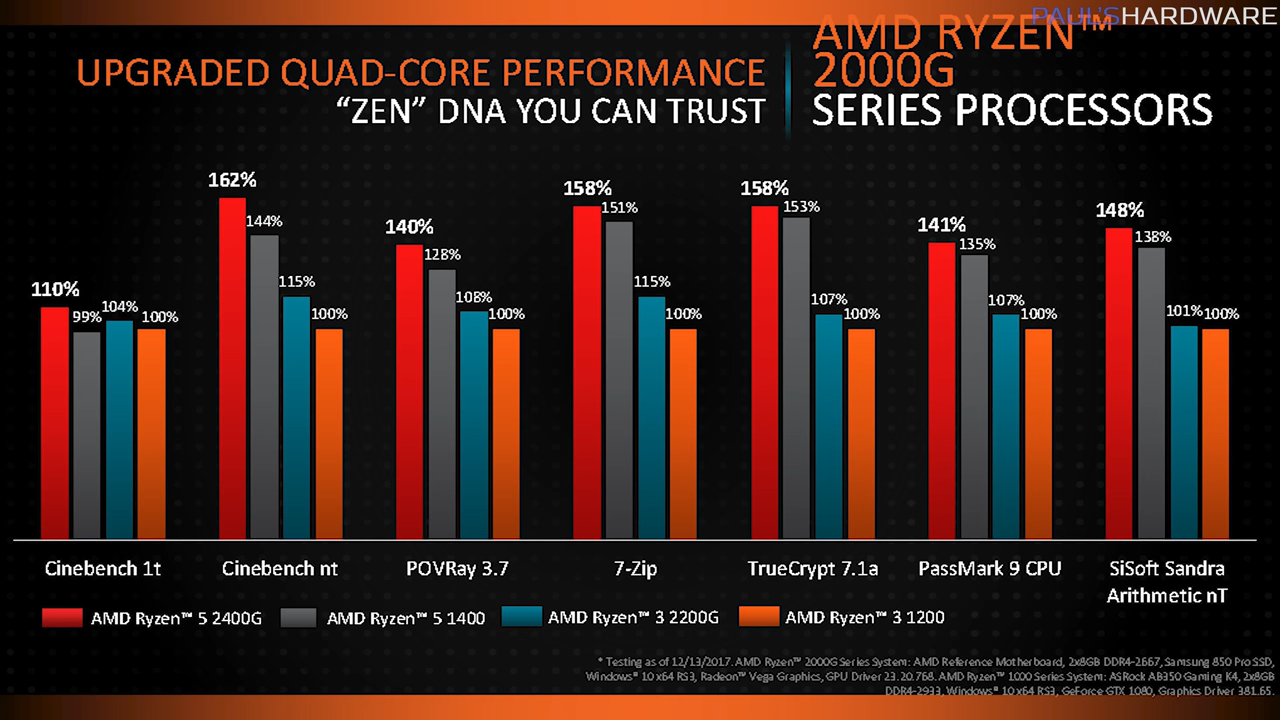 PAUL'SHARDWARE
UPGRADED QUAD-CORE PERFORMANCE
"ZEN" DNA YOU CAN TRUST
AMD RYZEN™
2000G
SERIES PROCESSORS
110%
99%
104%
100%
162%
144%
115%
100%
140%
128%
108%
100%
158%
151%
115%
100%
158%
153%
107%
100%
141%
135%
107%
100%
148%
138%
101%
100%
Cinebench 1t
Cinebench nt
POVRay 3.7
7-Zip
TrueCrypt 7.1a
PassMark 9 CPU
SiSoft Sandra
Arithmetic nT
AMD Ryzen™ 5 2400G
AMD Ryzen™ 5 1400
AMD Ryzen™ 3 2200G
AMD Ryzen™ 3 1200
* Testing as of 12/13/2017. AMD Ryzen™ 2000G Series System: AMD Reference Motherboard, 2x8GB DDR4-2667, Samsung 850 Pro SSD,
Windows® 10 x64 RS3, Radeon™ Vega Graphics, GPU Driver 23.20.768. AMD Ryzen™ 1000 Series System: ASRock AB350 Gaming K4, 2x8GB
DDR4-2933, Windows® 10 x64 RS3, GeForce GTX 1080, Graphics Driver 381.65.